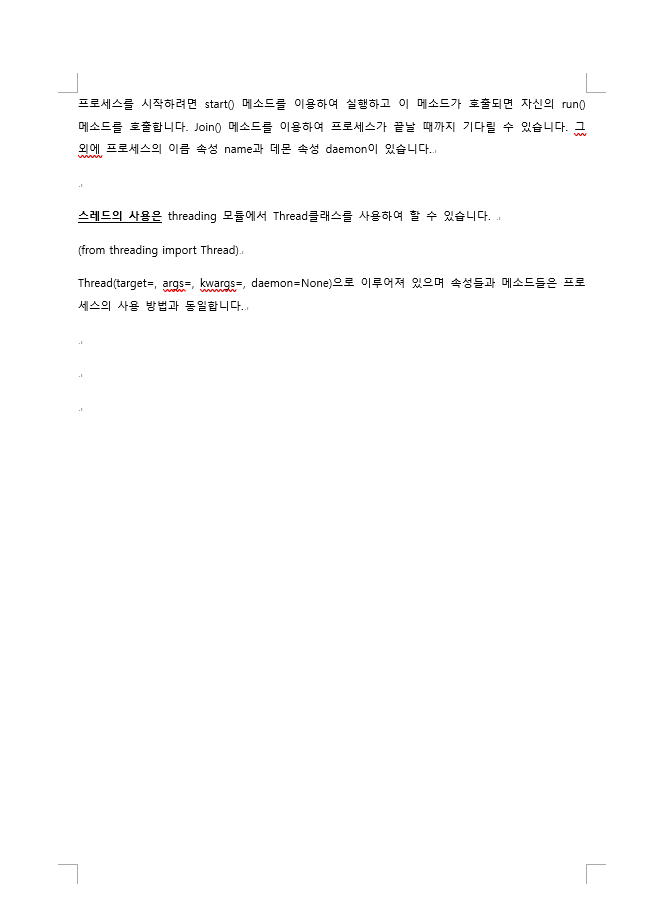 프로세스를 시작하려면 start() 메소드를 이용하여 실행하고 이 메소드가 호출되면 자신의 run()
메소드를 호출합니다. Join() 메소드를 이용하여 프로세스가 끝날 때까지 기다릴 수 있습니다. 그
외에 프로세스의 이름 속성 name과 데몬 속성 daemon이 있습니다.
스레드의 사용은 threading 모듈에서 Thread클래스를 사용하여 할 수 있습니다.
(from threading import Thread)
Thread(target=, args=, kwargs=, daemon=None)으로 이루어져 있으며 속성들과 메소드들은 프로
세스의 사용 방법과 동일합니다.